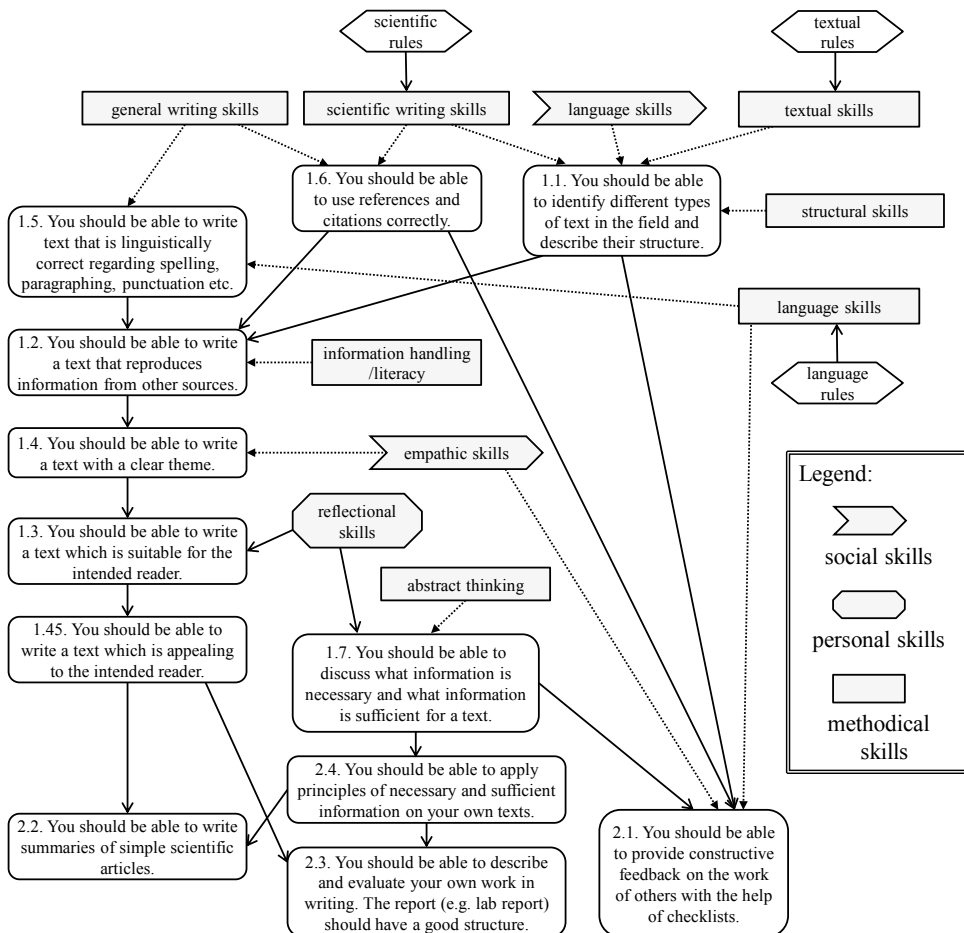 scientific
rules
textual
rules
general writing skills
scientific writing skills
language skills
textual skills
1.6. You should be able
to use references and
citations correctly.
1.1. You should be able
to identify different
types of text in the
field and
describe their structure.
structural skills
1.5. You should be able to write
text that is linguistically
correct regarding spelling,
paragraphing, punctuation etc.
language skills
1.2. You should be able to write
a text that reproduces
information from other sources.
information handling
/literacy
language
rules
1.4. You should be able to write
a text with a clear theme.
empathic skills
1.3. You should be able to write
a text which is suitable for the
intended reader.
reflectional
skills
abstract thinking
1.45. You should be able to
write a text which is appealing
to the intended reader.
1.7. You should be able to
discuss what information is
necessary and what information
is sufficient for a text.
2.4. You should be able to apply
principles of necessary and sufficient
information on your own texts.
2.2. You should be able to write
summaries of simple scientific
articles.
2.3. You should be able to describe
and evaluate your own work in
writing. The report (e.g. lab report)
should have a good structure.
2.1. You should be able
to provide constructive
feedback on the work
of others with the help
of checklists.
Legend:
social skills
personal skills
methodical
skills